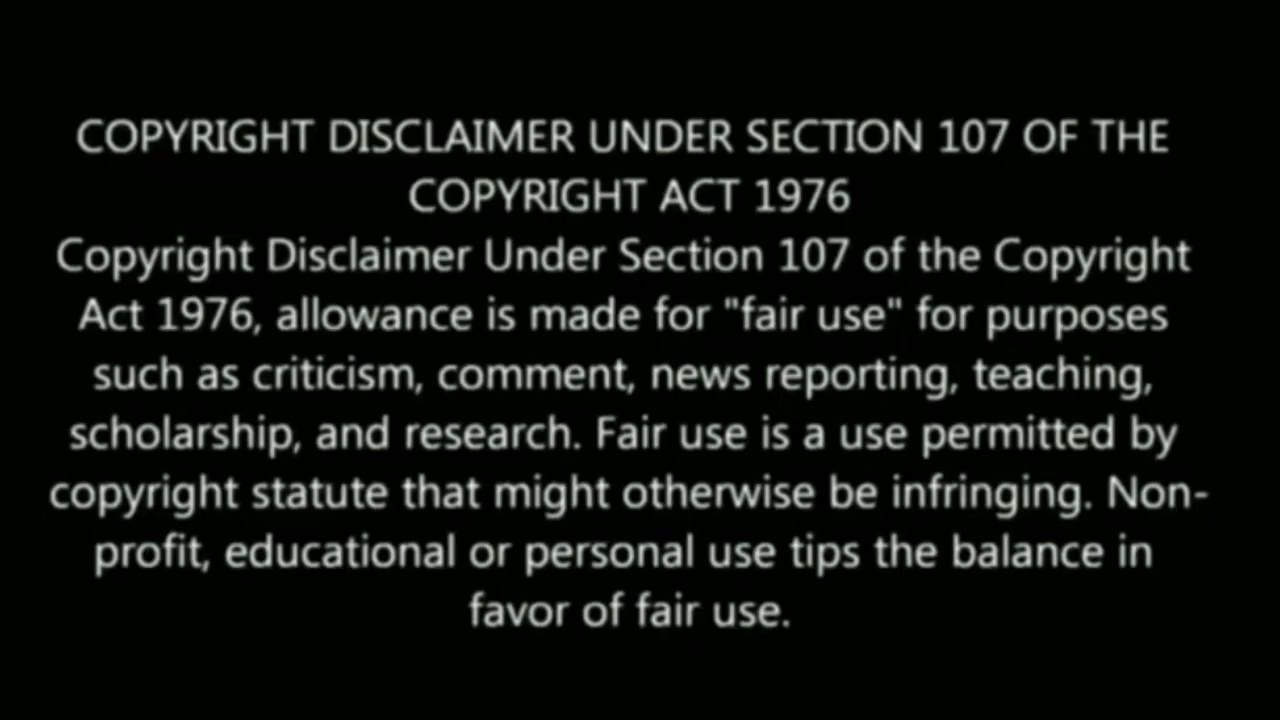 COPYRIGHT DISCLAIMER UNDER SECTION 107 OF THE
COPYRIGHT ACT 1976
Copyright Disclaimer Under Section 107 of the Copyright
Act 1976, allowance is made for "fair use" for purposes
such as criticism, comment, news reporting, teaching,
scholarship, and research. Fair use is a use permitted by
copyright statute that might otherwise be infringing. Non-
profit, educational or personal use tips the balance in
favor of fair use.